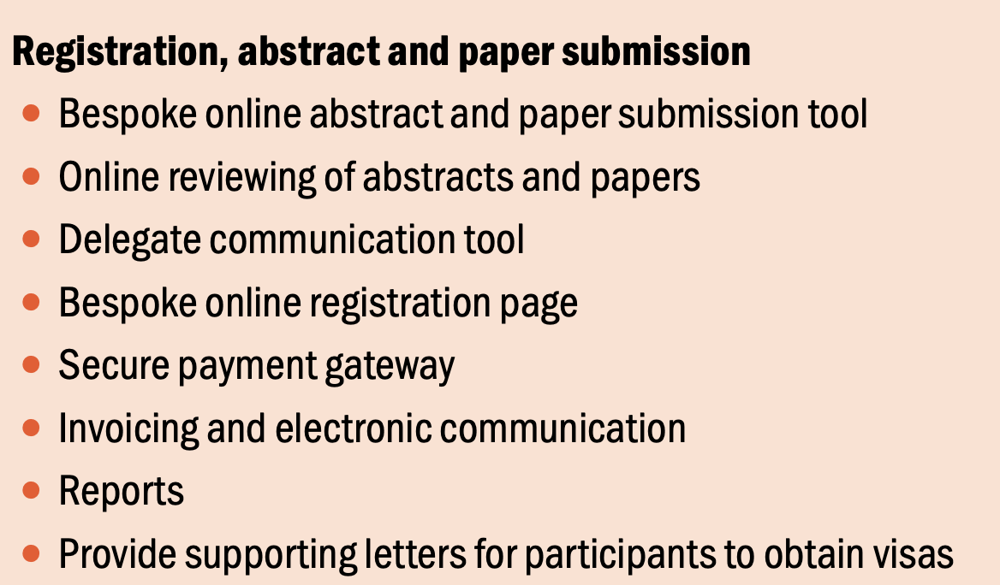 Registration, abstract and paper submission
• Bespoke online abstract and paper submission tool
• Online reviewing of abstracts and papers
• Delegate communication tool
• Bespoke online registration page
• Secure payment gateway
• Invoicing and electronic communication
• Reports
• Provide supporting letters for participants to obtain visas